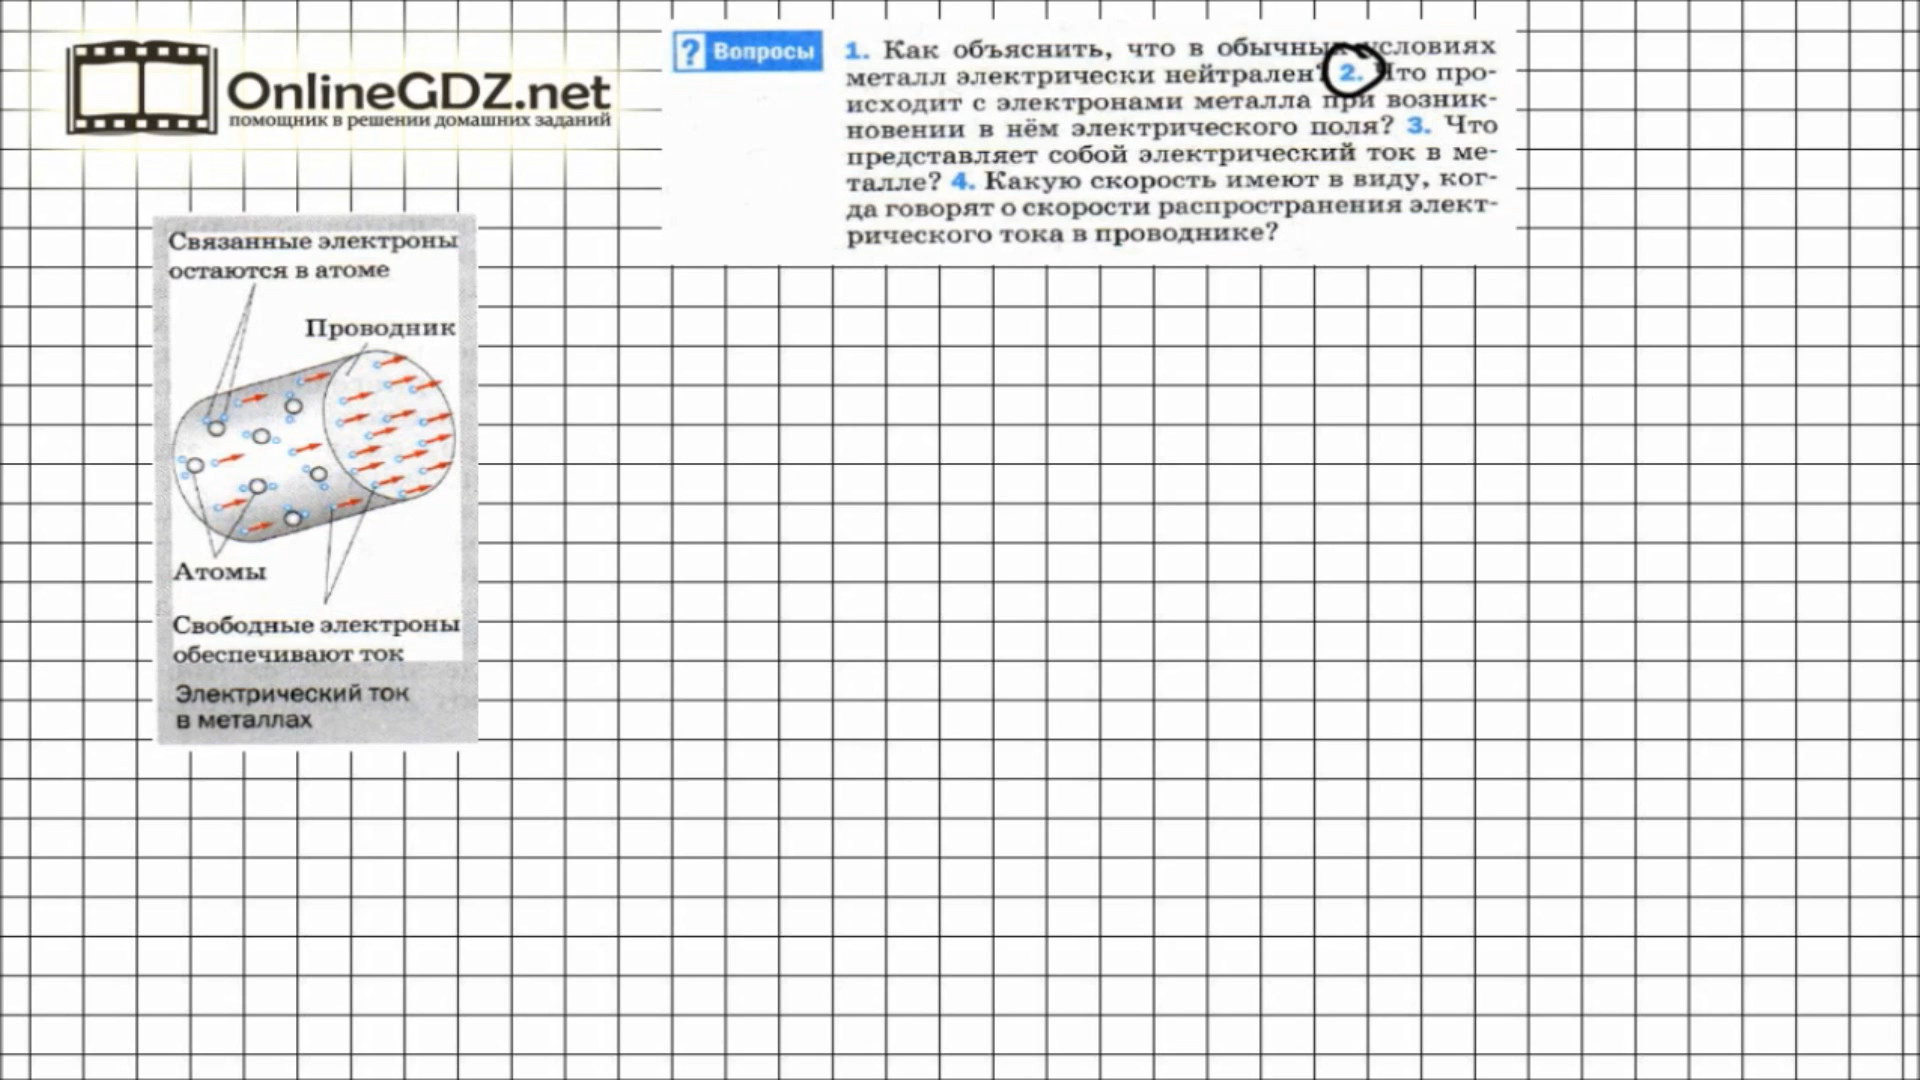 OnlineGDZ.net
помощник в решении домашних заданий
? Вопросы
1. Как объяснить, что в обычных условиях
металл электрически нейтрален? 2. Что про-
исходит с электронами металла при возник-
новении в нём электрического поля? 3. Что
представляет собой электрический ток в ме-
талле? 4. Какую скорость имеют в виду, ког-
да говорят о скорости распространения элект-
рического тока в проводнике?
Связанные электроны
остаются в атоме
Проводник
Атомы
Свободные электроны
обеспечивают ток
Электрический ток
в металлах